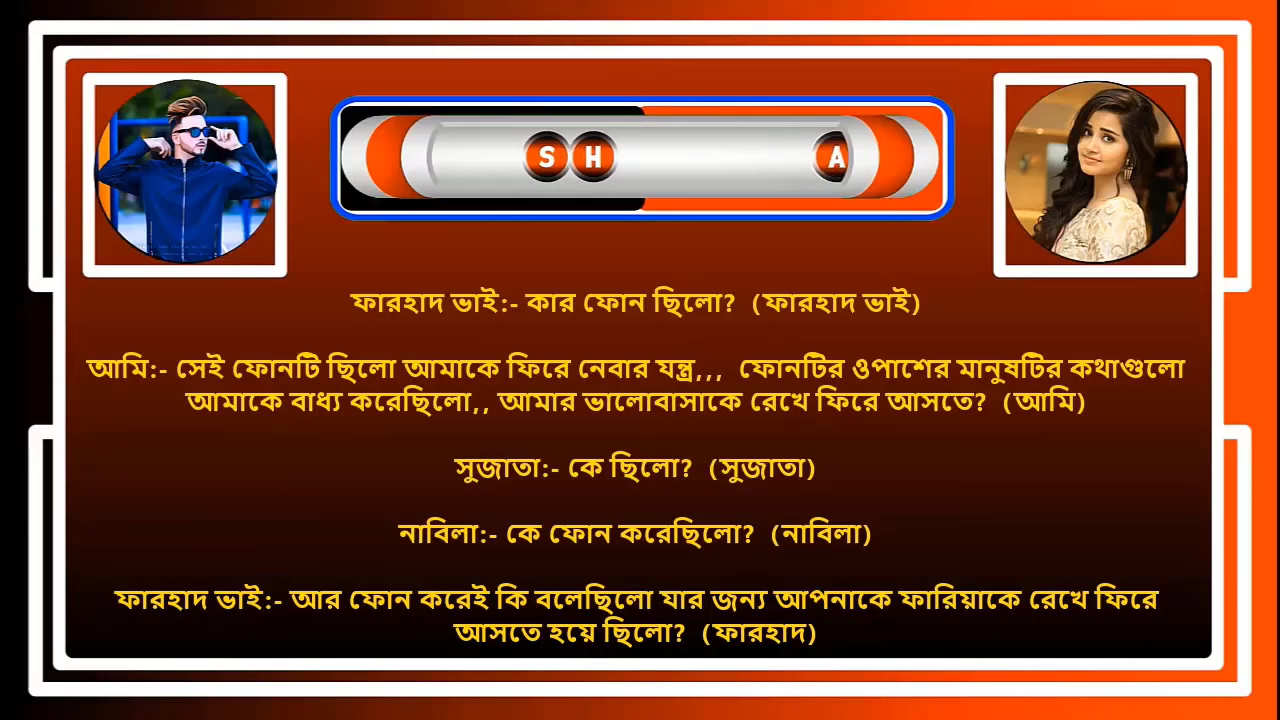 S H A
ফারহাদ ভাই:- কার ফোন ছিলো? (ফারহাদ ভাই)
আমি:- সেই ফোনটি ছিলো আমাকে ফিরে নেবার যন্ত্র,,, ফোনটির ওপাশের মানুষটির কথাগুলো
আমাকে বাধ্য করেছিলো,, আমার ভালোবাসাকে রেখে ফিরে আসতে? (আমি)
সুজাতা:- কে ছিলো? (সুজাতা)
নাবিলা:- কে ফোন করেছিলো? (নাবিলা)
ফারহাদ ভাই:- আর ফোন করেই কি বলেছিলো যার জন্য আপনাকে ফারিয়াকে রেখে ফিরে
আসতে হয়ে ছিলো? (ফারহাদ)